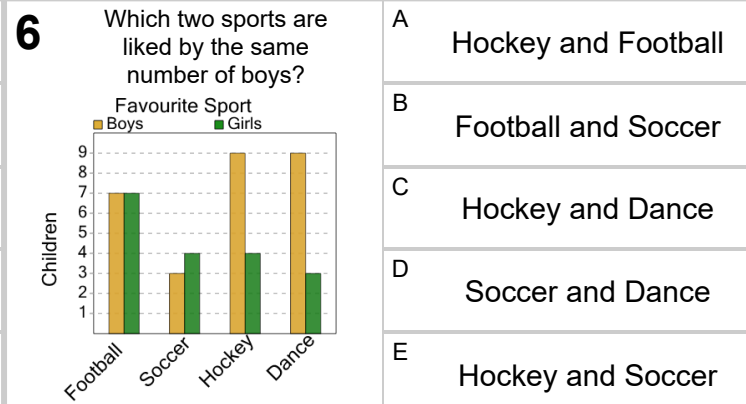 6
Which two sports are
liked by the same
number of boys?
Favourite Sport
Boys Girls
Children
9
8
7
6
5
4
3
2
1
Football Soccer Hockey Dance
A
Hockey and Football
B
Football and Soccer
C
Hockey and Dance
D
Soccer and Dance
E
Hockey and Soccer